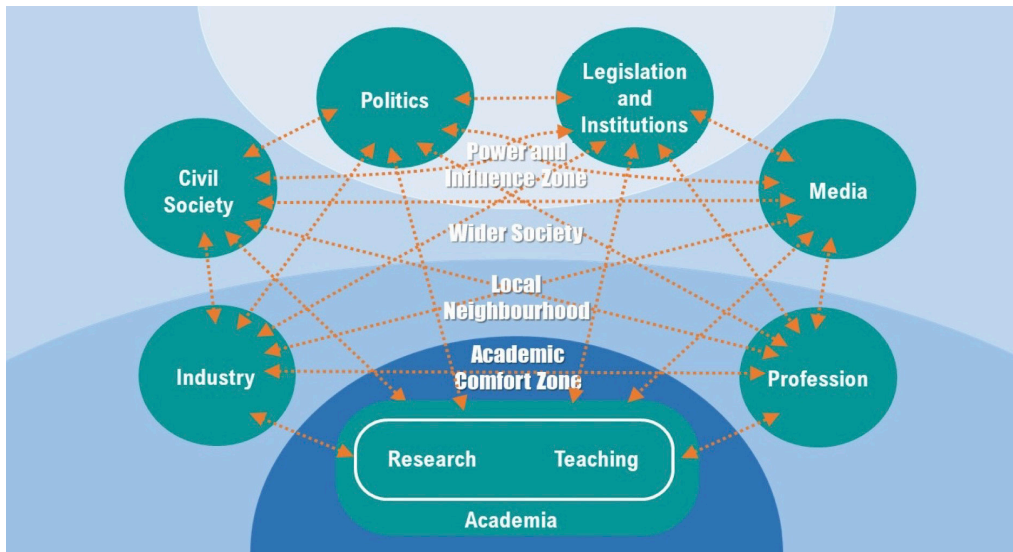 Politics
Legislation
and
Institutions
Power and
Influence Zone
Civil
Society
Media
Wider Society
Local
Neighbourhood
Academic
Comfort Zone
Industry
Profession
Research
Teaching
Academia